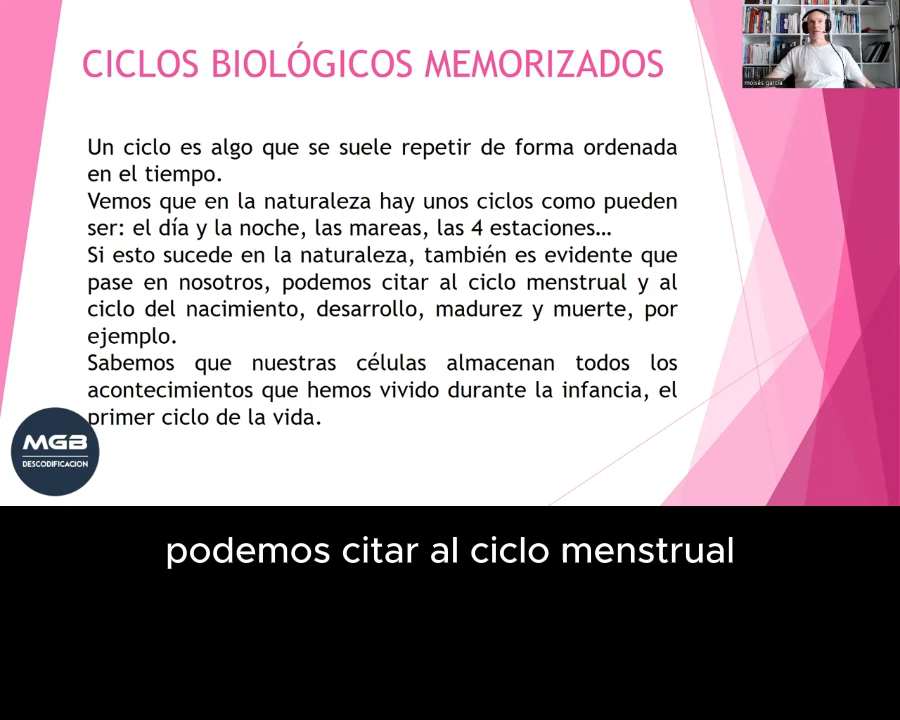 CICLOS BIOLÓGICOS MEMORIZADOS
moisés garcía
Un ciclo es algo que se suele repetir de forma ordenada
en el tiempo.
Vemos que en la naturaleza hay unos ciclos como pueden
ser: el día y la noche, las mareas, las 4 estaciones…
Si esto sucede en la naturaleza, también es evidente que
pase en nosotros, podemos citar al ciclo menstrual y al
ciclo del nacimiento, desarrollo, madurez y muerte, por
ejemplo.
Sabemos que nuestras células almacenan todos los
acontecimientos que hemos vivido durante la infancia, el
primer ciclo de la vida.
MGB
DESCODIFICACION
podemos citar al ciclo menstrual